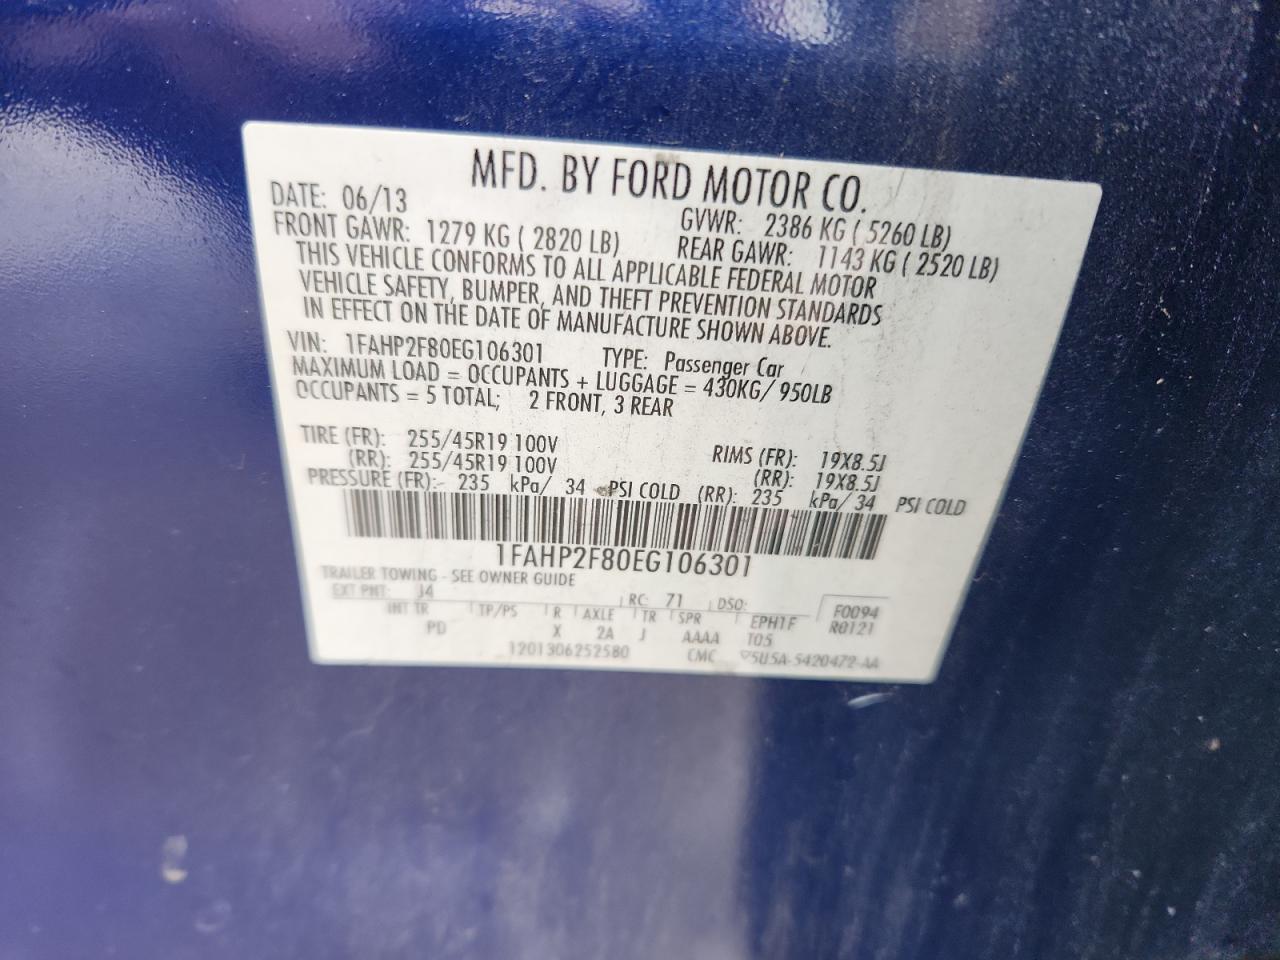 MFD. BY FORD MOTOR CO.
DATE: 06/13 GVWR: 2386 KG ( 5260 LB)
FRONT GAWR: 1279 KG ( 2820 LB) REAR GAWR: 1143 KG ( 2520 LB)
THIS VEHICLE CONFORMS TO ALL APPLICABLE FEDERAL MOTOR
VEHICLE SAFETY, BUMPER, AND THEFT PREVENTION STANDARDS
IN EFFECT ON THE DATE OF MANUFACTURE SHOWN ABOVE.
VIN: 1FAHP2F80EG106301 TYPE: Passenger Car
MAXIMUM LOAD = OCCUPANTS + LUGGAGE = 430KG/ 950LB
OCCUPANTS = 5 TOTAL; 2 FRONT, 3 REAR
TIRE (FR): 255/45R19 100V RIMS (FR): 19X8.5J
(RR): 255/45R19 100V (RR): 19X8.5J
PRESSURE (FR): 235 kPa/ 34 PSI COLD (RR): 235 kPa/ 34 PSI COLD
1FAHP2F80EG106301
TRAILER TOWING - SEE OWNER GUIDE
EXT PNT: J4 RC: 71 DSO: F0094
INT TR TP/PS R AXLE TR SPR EPH1F R0121
PD X 2A J AAAA T05
1201306252580 CMC 5U5A-5420472-AA